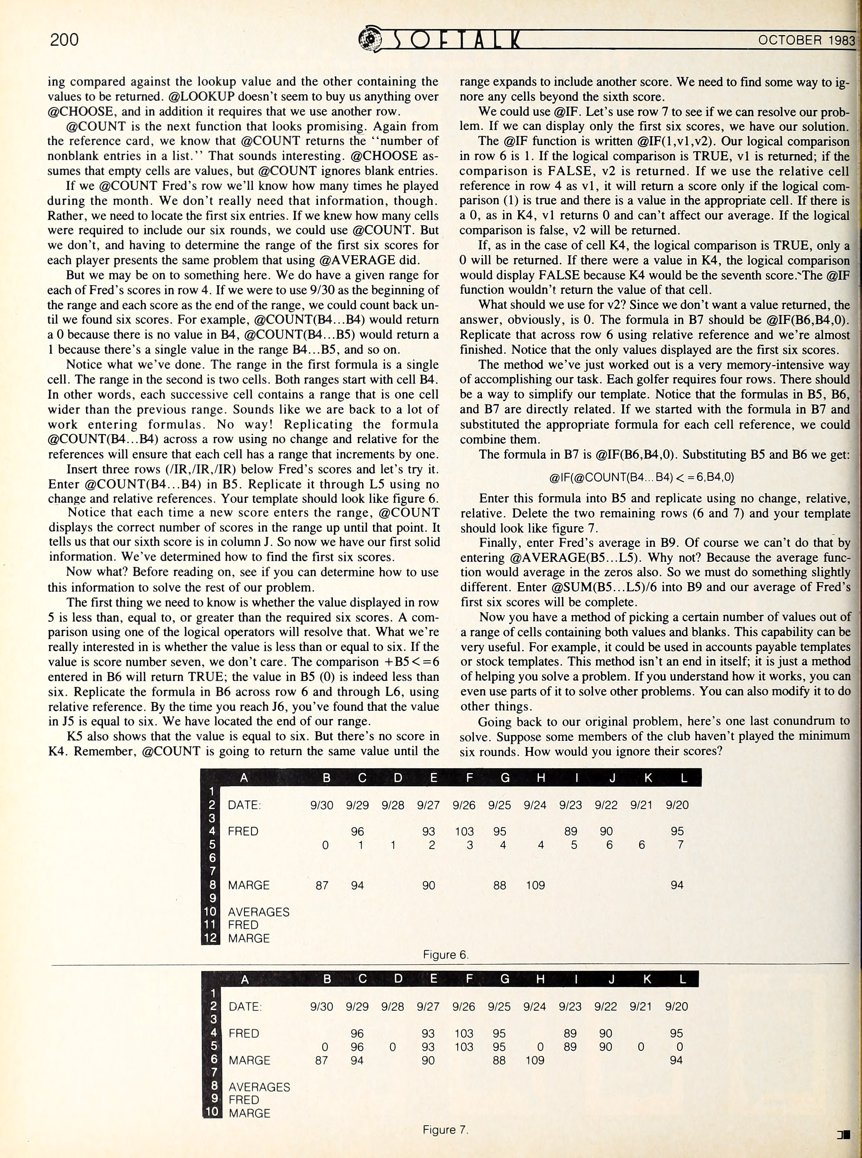 200
SOFTALK
OCTOBER 1983
ing compared against the lookup value and the other containing the
values to be returned. @LOOKUP doesn't seem to buy us anything over
@CHOOSE, and in addition it requires that we use another row.
@COUNT is the next function that looks promising. Again from
the reference card, we know that @COUNT returns the “number of
nonblank entries in a list.” That sounds interesting. @CHOOSE as-
sumes that empty cells are values, but @COUNT ignores blank entries.
If we @COUNT Fred's row we'll know how many times he played
during the month. We don't really need that information, though.
Rather, we need to locate the first six entries. If we knew how many cells
were required to include our six rounds, we could use @COUNT. But
we don't, and having to determine the range of the first six scores for
each player presents the same problem that using @AVERAGE did.
But we may be on to something here. We do have a given range for
each of Fred's scores in row 4. If we were to use 9/30 as the beginning of
the range and each score as the end of the range, we could count back un-
til we found six scores. For example, @COUNT(B4...B4) would return
a 0 because there is no value in B4, @COUNT(B4...B5) would return a
1 because there's a single value in the range B4...B5, and so on.
Notice what we've done. The range in the first formula is a single
cell. The range in the second is two cells. Both ranges start with cell B4.
In other words, each successive cell contains a range that is one cell
wider than the previous range. Sounds like we are back to a lot of
work entering formulas. No way! Replicating the formula
@COUNT(B4...B4) across a row using no change and relative for the
references will ensure that each cell has a range that increments by one.
Insert three rows (/IR,/IR,/IR) below Fred's scores and let's try it.
Enter @COUNT(B4...B4) in B5. Replicate it through L5 using no
change and relative references. Your template should look like figure 6.
Notice that each time a new score enters the range, @COUNT
displays the correct number of scores in the range up until that point. It
tells us that our sixth score is in column J. So now we have our first solid
information. We've determined how to find the first six scores.
Now what? Before reading on, see if you can determine how to use
this information to solve the rest of our problem.
The first thing we need to know is whether the value displayed in row
5 is less than, equal to, or greater than the required six scores. A com-
parison using one of the logical operators will resolve that. What we're
really interested in is whether the value is less than or equal to six. If the
value is score number seven, we don't care. The comparison +B5<=6
entered in B6 will return TRUE; the value in B5 (0) is indeed less than
six. Replicate the formula in B6 across row 6 and through L6, using
relative reference. By the time you reach J6, you've found that the value
in J5 is equal to six. We have located the end of our range.
K5 also shows that the value is equal to six. But there's no score in
K4. Remember, @COUNT is going to return the same value until the
range expands to include another score. We need to find some way to ig-
nore any cells beyond the sixth score.
We could use @IF. Let's use row 7 to see if we can resolve our prob-
lem. If we can display only the first six scores, we have our solution.
The @IF function is written @IF(1,v1,v2). Our logical comparison
in row 6 is 1. If the logical comparison is TRUE, v1 is returned; if the
comparison is FALSE, v2 is returned. If we use the relative cell
reference in row 4 as v1, it will return a score only if the logical com-
parison (1) is true and there is a value in the appropriate cell. If there is
a 0, as in K4, v1 returns 0 and can't affect our average. If the logical
comparison is false, v2 will be returned.
If, as in the case of cell K4, the logical comparison is TRUE, only a
0 will be returned. If there were a value in K4, the logical comparison
would display FALSE because K4 would be the seventh score. The @IF
function wouldn't return the value of that cell.
What should we use for v2? Since we don't want a value returned, the
answer, obviously, is 0. The formula in B7 should be @IF(B6,B4,0).
Replicate that across row 6 using relative reference and we're almost
finished. Notice that the only values displayed are the first six scores.
The method we've just worked out is a very memory-intensive way
of accomplishing our task. Each golfer requires four rows. There should
be a way to simplify our template. Notice that the formulas in B5, B6,
and B7 are directly related. If we started with the formula in B7 and
substituted the appropriate formula for each cell reference, we could
combine them.
The formula in B7 is @IF(B6,B4,0). Substituting B5 and B6 we get:
@IF(@COUNT(B4...B4)<=6,B4,0)
Enter this formula into B5 and replicate using no change, relative,
relative. Delete the two remaining rows (6 and 7) and your template
should look like figure 7.
Finally, enter Fred's average in B9. Of course we can't do that by
entering @AVERAGE(B5...L5). Why not? Because the average func-
tion would average in the zeros also. So we must do something slightly
different. Enter @SUM(B5...L5)/6 into B9 and our average of Fred's
first six scores will be complete.
Now you have a method of picking a certain number of values out of
a range of cells containing both values and blanks. This capability can be
very useful. For example, it could be used in accounts payable templates
or stock templates. This method isn't an end in itself; it is just a method
of helping you solve a problem. If you understand how it works, you can
even use parts of it to solve other problems. You can also modify it to do
other things.
Going back to our original problem, here's one last conundrum to
solve. Suppose some members of the club haven't played the minimum
six rounds. How would you ignore their scores?
A B C D E F G H I J K L
1
2 DATE: 9/30 9/29 9/28 9/27 9/26 9/25 9/24 9/23 9/22 9/21 9/20
3
4 FRED 96 93 103 95 89 90 95
5 0 1 1 2 3 4 4 5 6 6 7
6
7
8 MARGE 87 94 90 88 109 94
9
10 AVERAGES
11 FRED
12 MARGE
Figure 6.
A B C D E F G H I J K L
1
2 DATE: 9/30 9/29 9/28 9/27 9/26 9/25 9/24 9/23 9/22 9/21 9/20
3
4 FRED 96 93 103 95 89 90 95
5 0 96 0 93 103 95 0 89 90 0 0
6 MARGE 87 94 90 88 109 94
7
8 AVERAGES
9 FRED
10 MARGE
Figure 7.